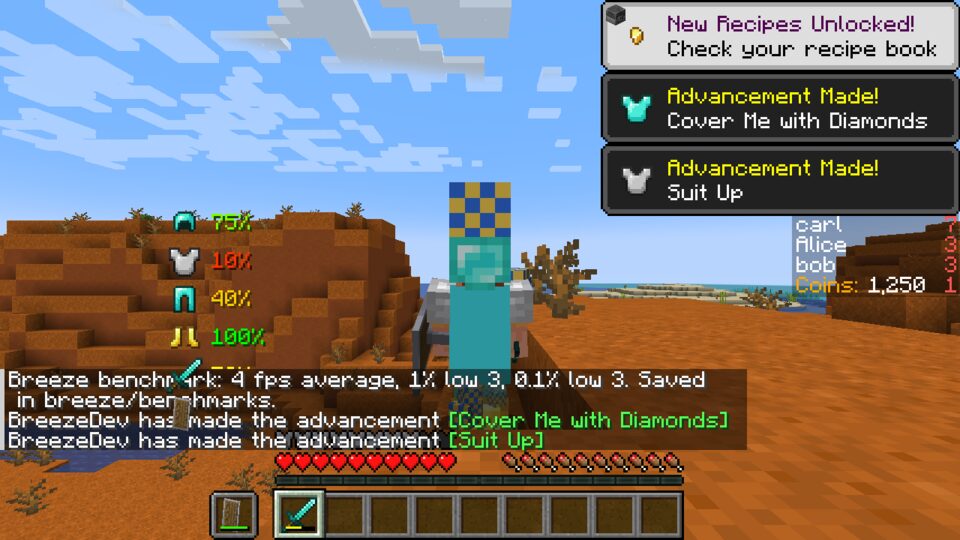 New Recipes Unlocked!
Check your recipe book
Advancement Made!
Cover Me with Diamonds
Advancement Made!
Suit Up
carl 7
Alice 3
bob 3
Coins: 1,250 1
75%
10%
40%
100%
Breeze benchmark: 4 fps average, 1% low 3, 0.1% low 3. Saved
in breeze/benchmarks.
BreezeDev has made the advancement [Cover Me with Diamonds]
BreezeDev has made the advancement [Suit Up]